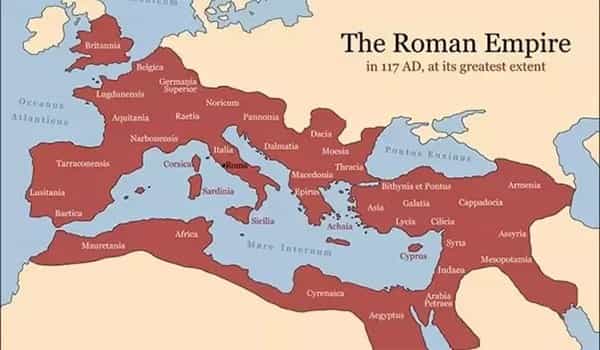 The Roman Empire
in 117 AD, at its greatest extent
Britannia
Oceanus
Atlanticus
Belgica
Germania
Superior
Lugdunensis
Noricum
Aquitania
Raetia
Pannonia
Dacia
Narbonensis
Italia
Dalmatia
Moesia
Pontus Euxinus
Tarraconensis
Corsica
Roma
Thracia
Macedonia
Lusitania
Sardinia
Epirus
Bithynia et Pontus
Armenia
Baetica
Asia
Galatia
Cappadocia
Sicilia
Achaia
Lycia
Cilicia
Mauretania
Africa
Mare Internum
Syria
Assyria
Cyprus
Mesopotamia
Iudaea
Cyrenaica
Arabia
Petraea
Aegyptus